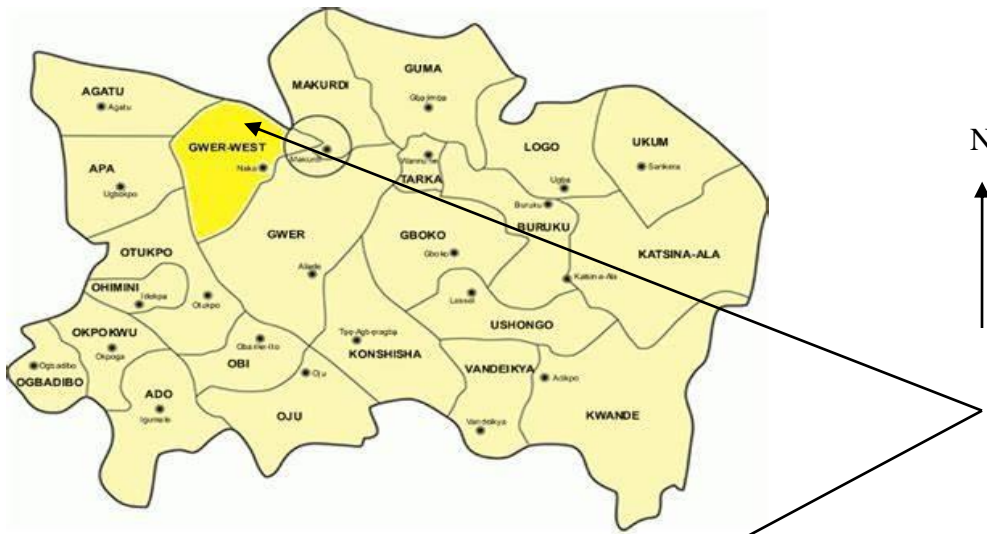 AGATU
Agatu
MAKURDI
GUMA
Gbajimba
GWER-WEST
Naka
Makurdi
APA
Ugbokpo
Wannune
TARKA
LOGO
Ugba
UKUM
Sankera
N
Buruku
BURUKU
KATSINA-ALA
Katsina-Ala
GWER
Aliade
GBOKO
Gboko
OTUKPO
Otukpo
OHIMINI
Idekpa
Lessel
USHONGO
OKPOKWU
Okpoga
Ogbadibo
OGBADIBO
OBI
Tse-Agberagba
KONSHISHA
Oju
VANDEIKYA
Adikpo
ADO
Igumale
OJU
Vandeikya
KWANDE